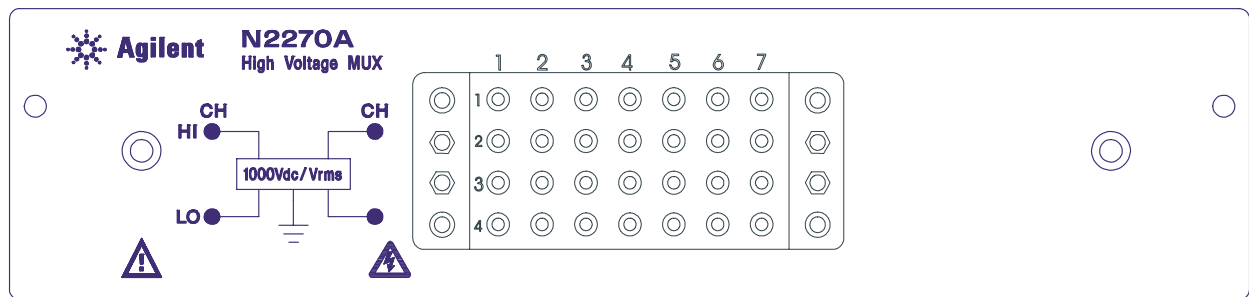 Agilent
N2270A
High Voltage MUX
CH CH
HI
1000Vdc/Vrms
LO
1 2 3 4 5 6 7
1
2
3
4